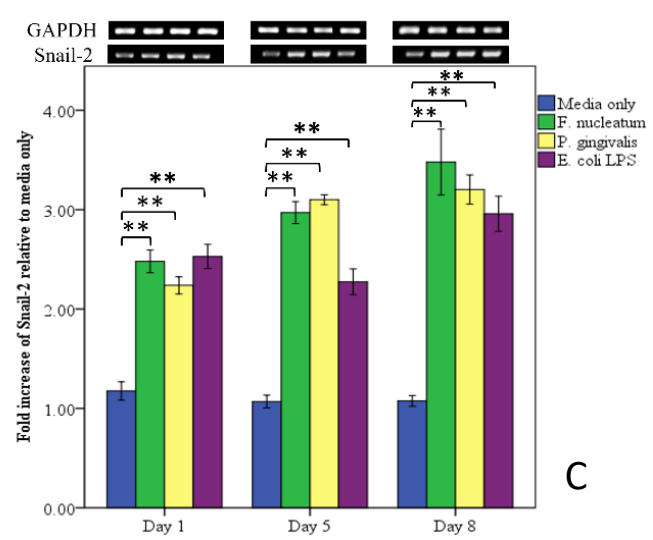 GAPDH
Snail-2
** ** **
** ** **
** ** **
4.00
3.00
2.00
1.00
0.00
Fold increase of Snail-2 relative to media only
Media only
F. nucleatum
P. gingivalis
E. coli LPS
Day 1 Day 5 Day 8
C